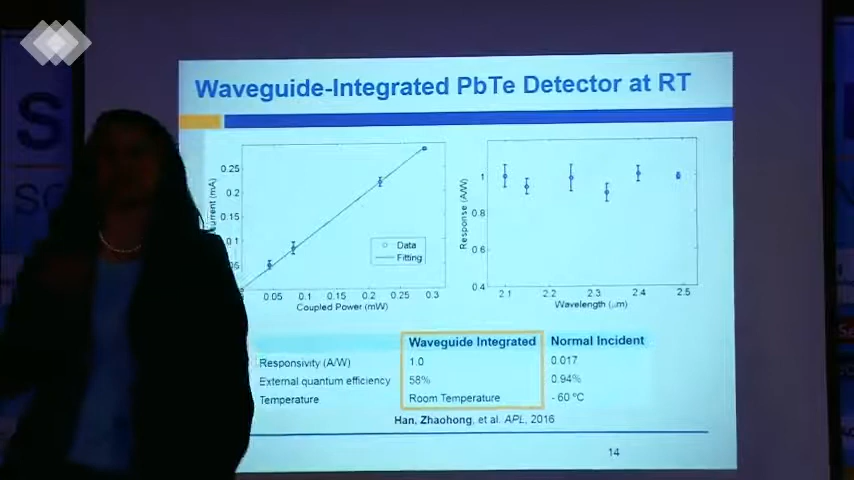 Waveguide-Integrated PbTe Detector at RT
0.25
0.2
0.15
0.1
05
0.05 0.1 0.15 0.2 0.25 0.3
Coupled Power (mW)
Data
Fitting
Response (A/W)
1
0.8
0.6
0.4
2.1 2.2 2.3 2.4 2.5
Wavelength (μm)
Waveguide Integrated Normal Incident
Responsivity (A/W) 1.0 0.017
External quantum efficiency 58% 0.94%
Temperature Room Temperature - 60 ºC
Han, Zhaohong, et al. APL, 2016
14